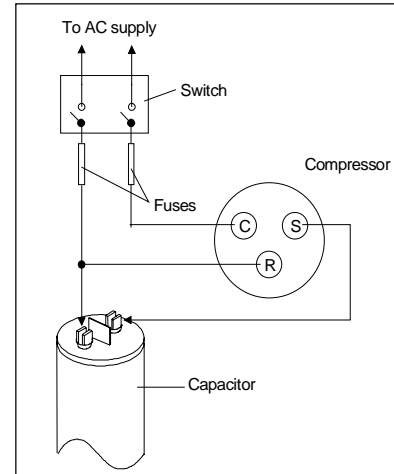 To AC supply
Switch
Compressor
Fuses
C S
R
Capacitor